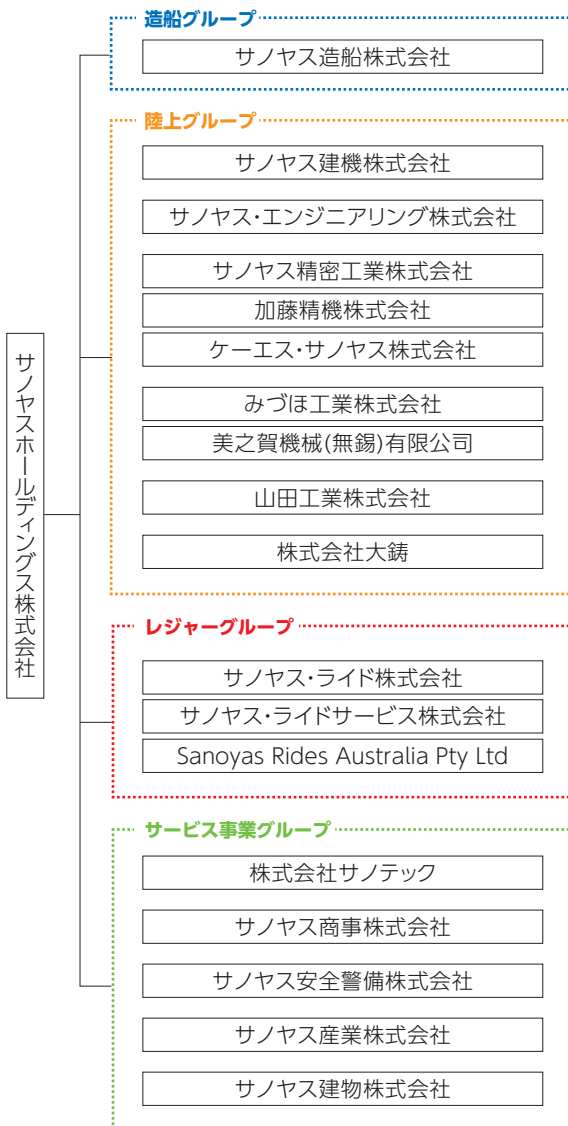 造船グループ
サノヤス造船株式会社
陸上グループ
サノヤス建機株式会社
サノヤス・エンジニアリング株式会社
サノヤス精密工業株式会社
加藤精機株式会社
ケーエス・サノヤス株式会社
みづほ工業株式会社
美之賀機械(無錫)有限公司
山田工業株式会社
株式会社大鋳
サノヤスホールディングス株式会社
レジャーグループ
サノヤス・ライド株式会社
サノヤス・ライドサービス株式会社
Sanoyas Rides Australia Pty Ltd
サービス事業グループ
株式会社サノテック
サノヤス商事株式会社
サノヤス安全警備株式会社
サノヤス産業株式会社
サノヤス建物株式会社